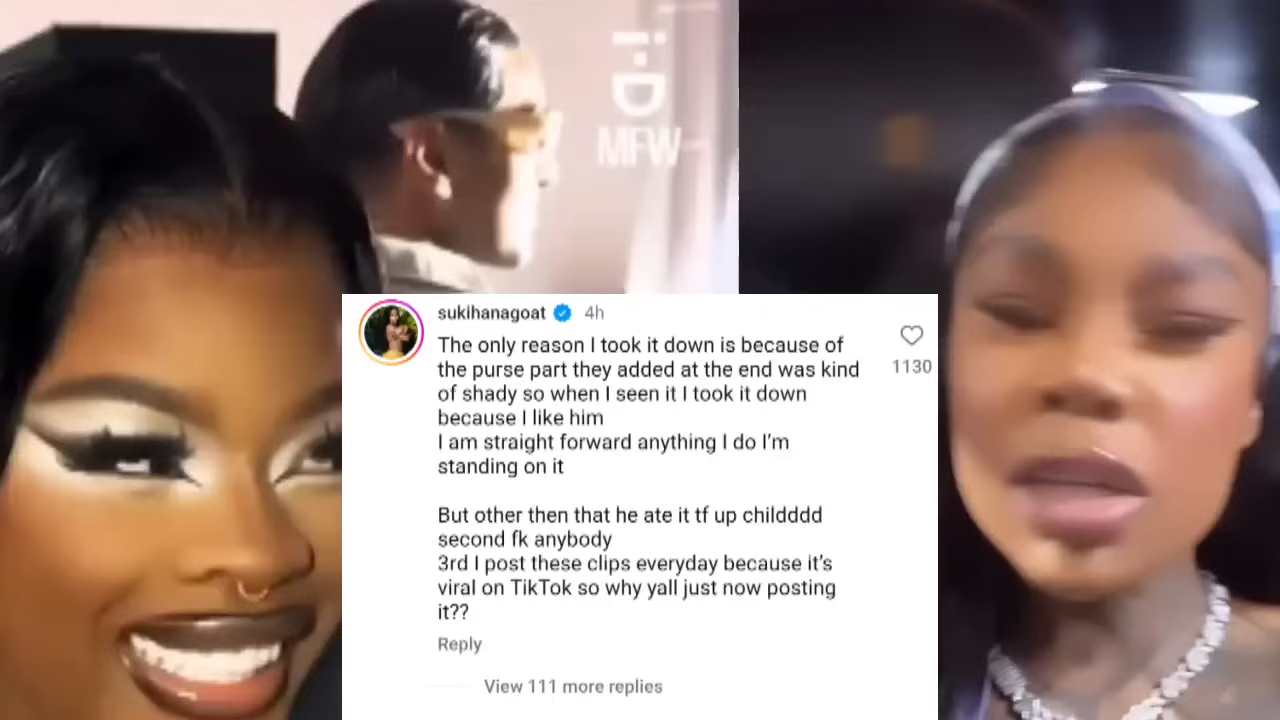 i-D
MFW
sukihanagoat 4h
The only reason I took it down is because of
the purse part they added at the end was kind
of shady so when I seen it I took it down
because I like him
I am straight forward anything I do I'm
standing on it
But other then that he ate it tf up childddd
second fk anybody
3rd I post these clips everyday because it's
viral on TikTok so why yall just now posting
it??
1130
Reply
View 111 more replies